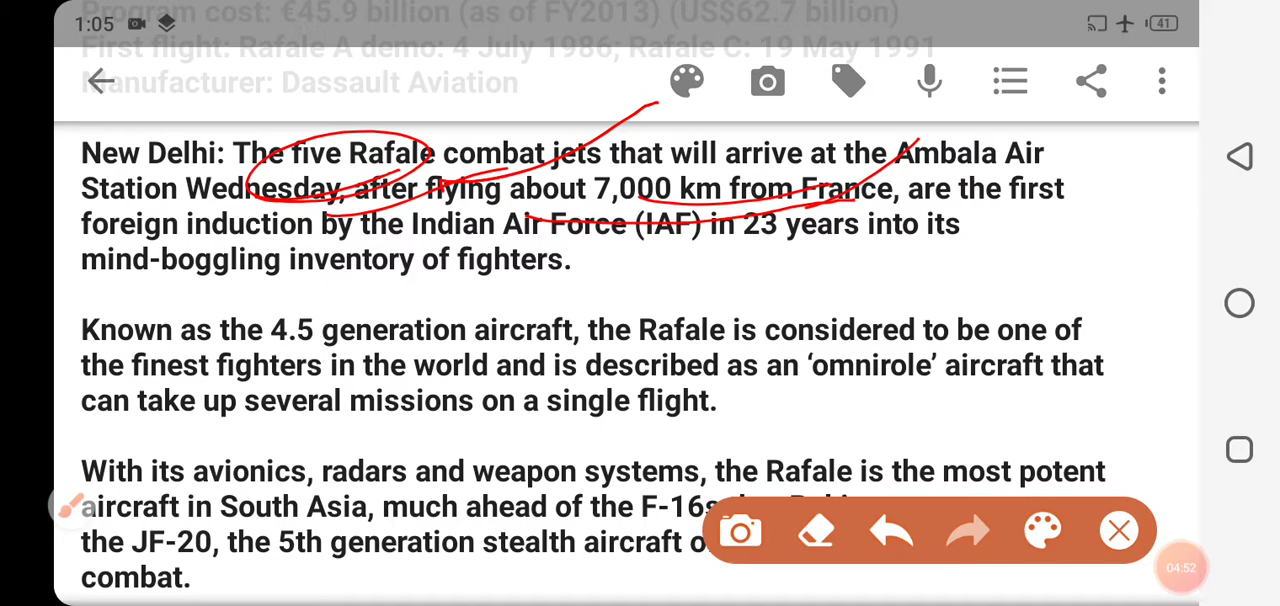 Program cost: €45.9 billion (as of FY2013) (US$62.7 billion)
1:05 41
First flight: Rafale A demo: 4 July 1986; Rafale C: 19 May 1991
Manufacturer: Dassault Aviation
New Delhi: The five Rafale combat jets that will arrive at the Ambala Air
Station Wednesday, after flying about 7,000 km from France, are the first
foreign induction by the Indian Air Force (IAF) in 23 years into its
mind-boggling inventory of fighters.
Known as the 4.5 generation aircraft, the Rafale is considered to be one of
the finest fighters in the world and is described as an ‘omnirole’ aircraft that
can take up several missions on a single flight.
With its avionics, radars and weapon systems, the Rafale is the most potent
aircraft in South Asia, much ahead of the F-16s
the JF-20, the 5th generation stealth aircraft
combat.
04:52